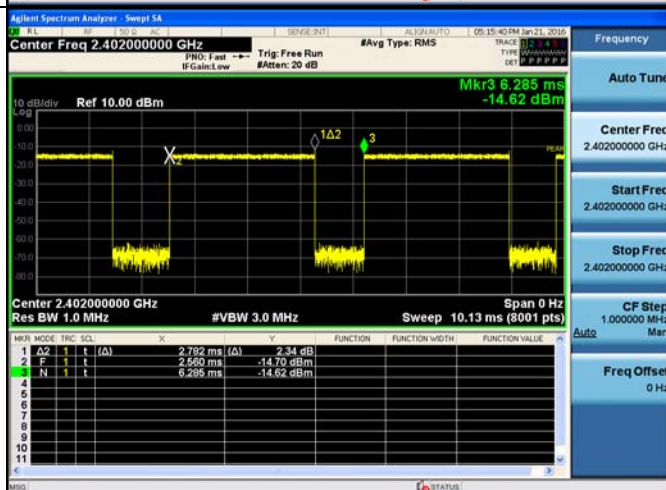 Agilent Spectrum Analyzer - Swept SA
RL RF 50 Ω AC SENSE:INT ALIGNAUTO 05:15:40 PM Jan 21, 2016
Center Freq 2.402000000 GHz #Avg Type: RMS TRACE 1 2 3 4 5 6
PNO: Fast Trig: Free Run TYPE
IFGain:Low #Atten: 20 dB DET P P P P P P
Mkr3 6.285 ms
-14.62 dBm
10 dB/div Ref 10.00 dBm
Log
0.00
-10.0
-20.0
-30.0
-40.0
-50.0
-60.0
-70.0
-80.0
X2
1Δ2
3
PEAK
Center 2.402000000 GHz Span 0 Hz
Res BW 1.0 MHz #VBW 3.0 MHz Sweep 10.13 ms (8001 pts)
MKR MODE TRC SCL X Y FUNCTION FUNCTION WIDTH FUNCTION VALUE
1 Δ2 1 t (Δ) 2.782 ms (Δ) 2.34 dB
2 F 1 t 2.560 ms -14.70 dBm
3 N 1 t 6.285 ms -14.62 dBm
4
5
6
7
8
9
10
11
MSG STATUS
Frequency
Auto Tune
Center Freq
2.402000000 GHz
Start Freq
2.402000000 GHz
Stop Freq
2.402000000 GHz
CF Step
1.000000 MHz
Auto Man
Freq Offset
0 Hz